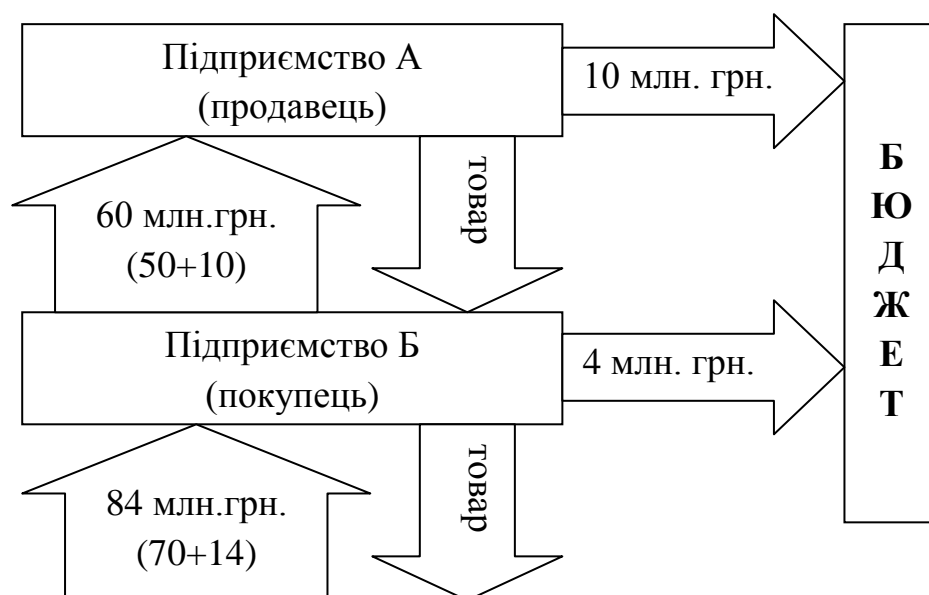 Підприємство А
(продавець)
10 млн. грн.
60 млн.грн.
(50+10)
товар
Підприємство Б
(покупець)
4 млн. грн.
84 млн.грн.
(70+14)
товар
БЮДЖЕТ